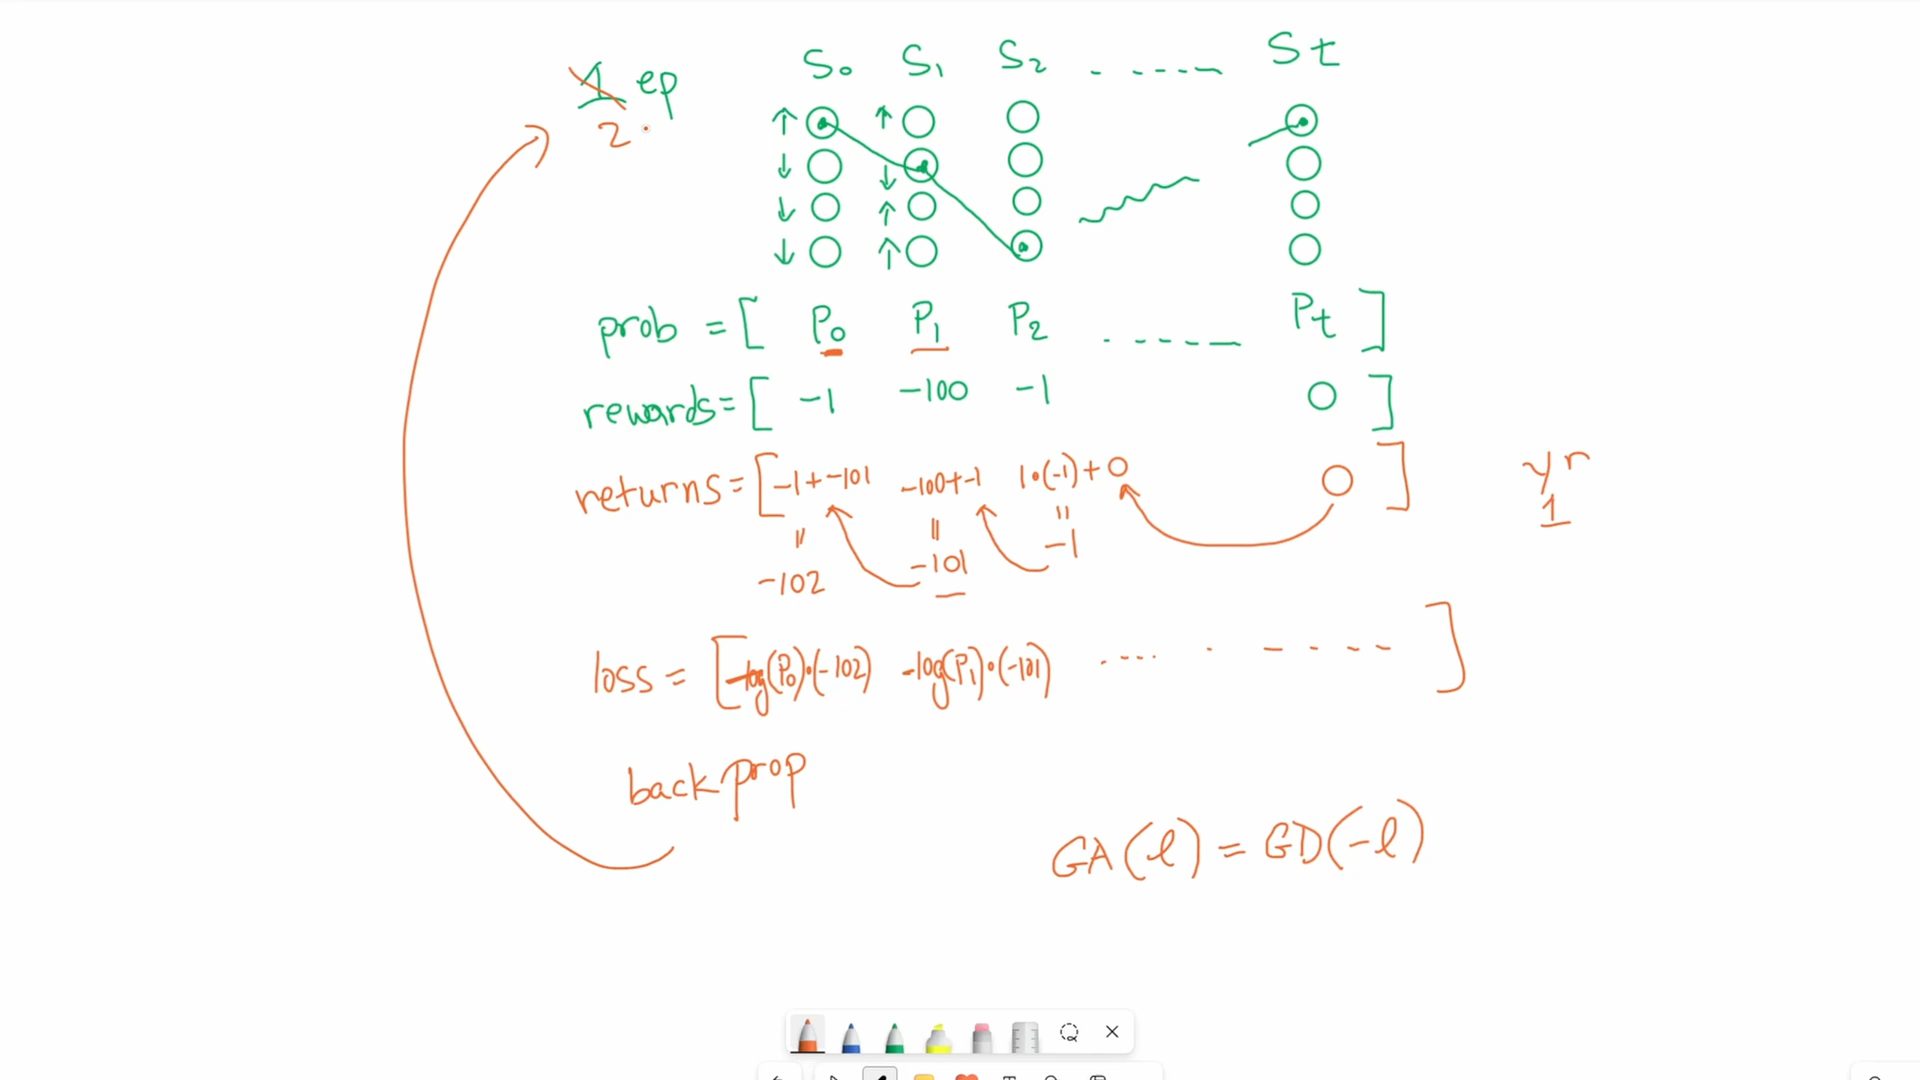 1 ep S0 S1 S2 . ----- St
2.
prob = [ P0 P1 P2 . ----- Pt ]
rewards = [ -1 -100 -1 0 ]
returns = [ -1+-101 -100+-1 1•(-1)+0 0 ] γr
= = = 1
-102 -101 -1
loss = [ -log(P0)•(-102) -log(P1)•(-101) .... . ---- ]
backprop
GA(l) = GD(-l)